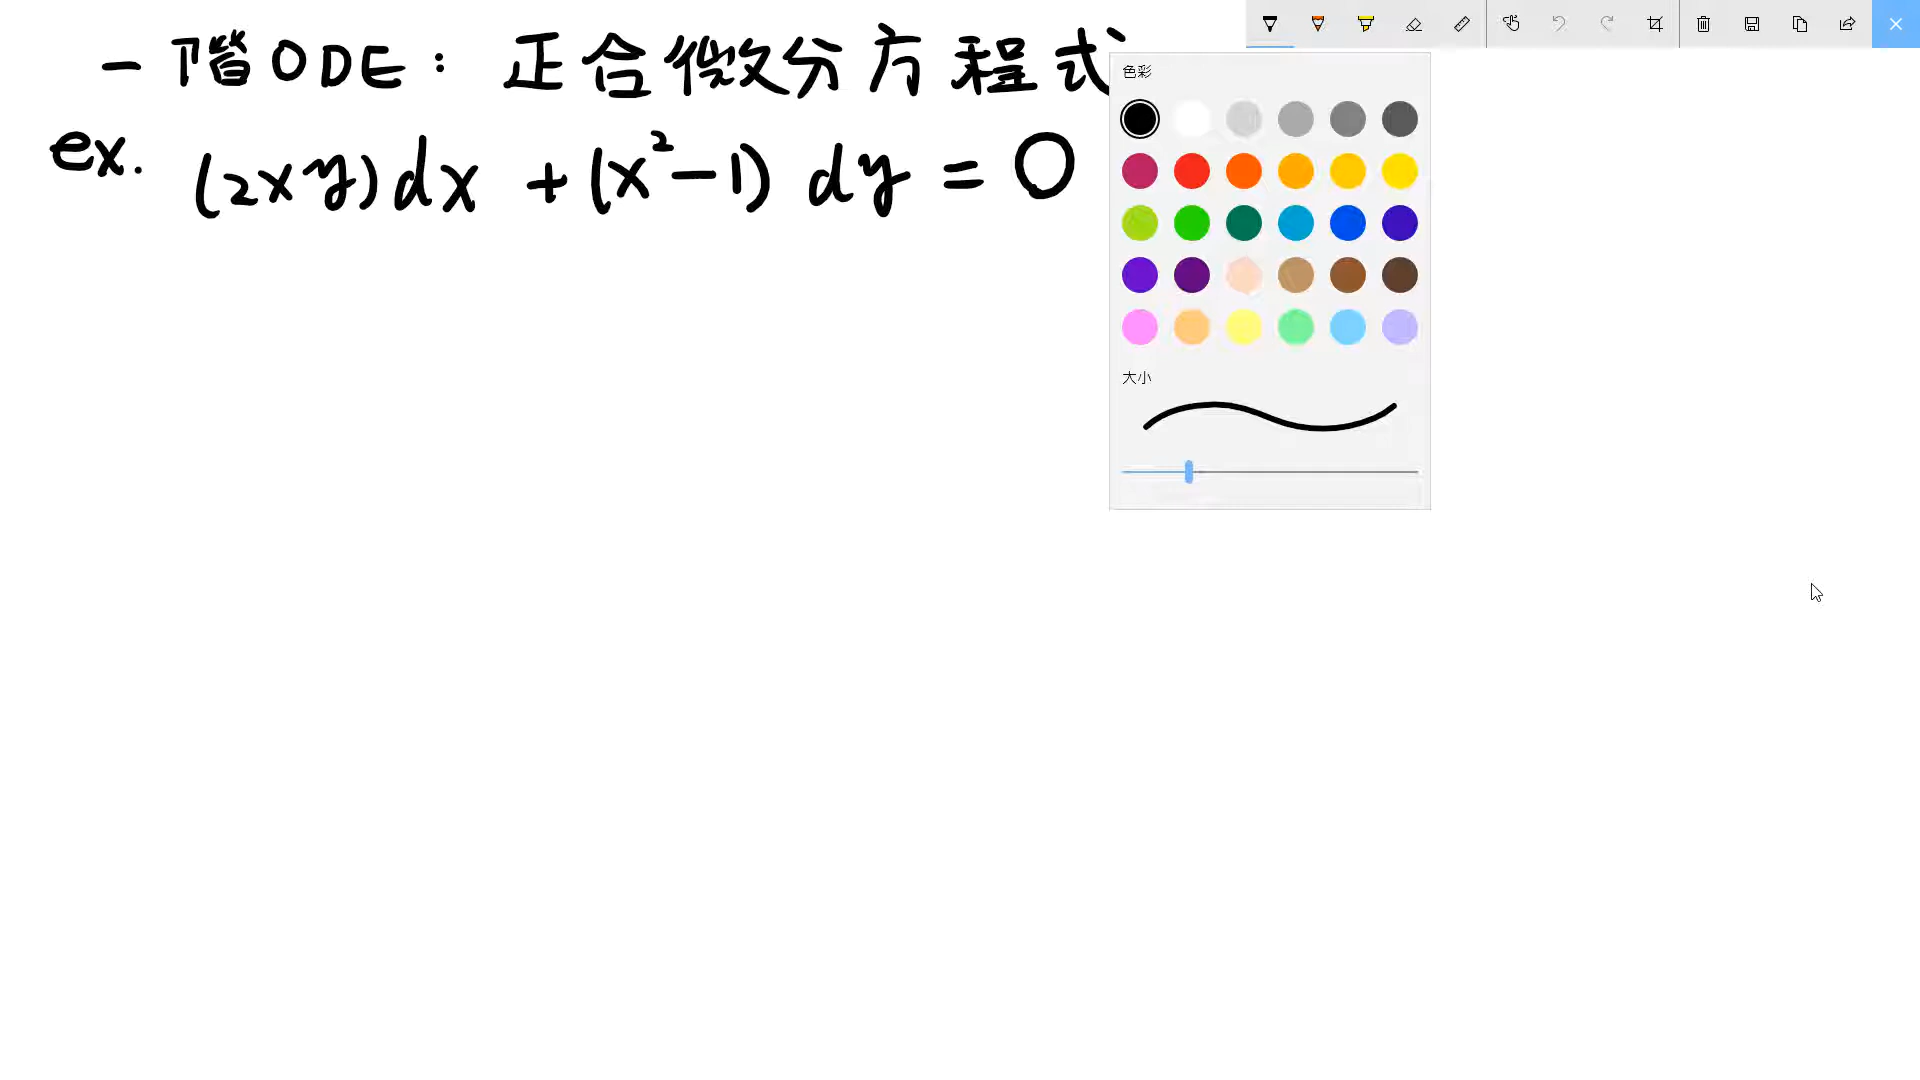 一階ODE：正合微分方程式
ex. (2xy)dx + (x²-1) dy = 0
色彩
大小